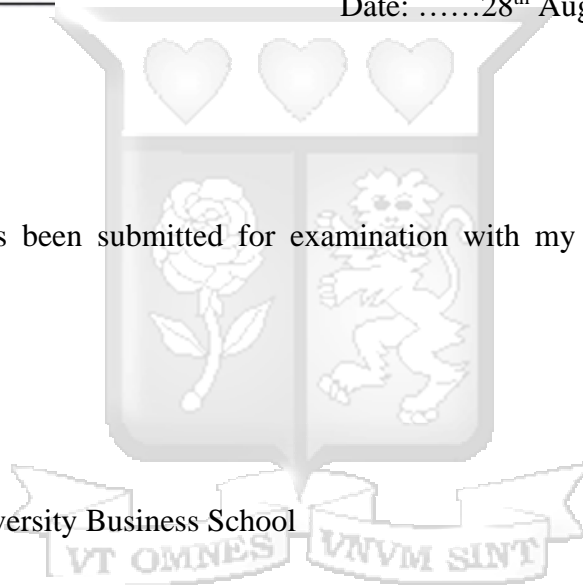 Date: ……28th Aug
s been submitted for examination with my
versity Business School
VT OMNES VNVM SINT